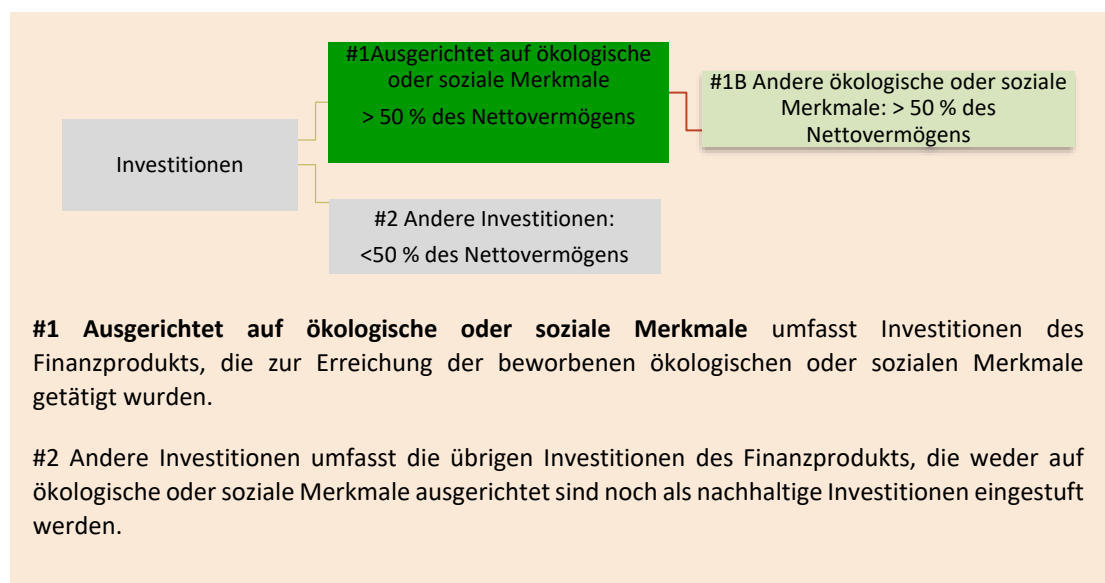 #1Ausgerichtet auf ökologische
oder soziale Merkmale
> 50 % des Nettovermögens
#1B Andere ökologische oder soziale
Merkmale: > 50 % des
Nettovermögens
Investitionen
#2 Andere Investitionen:
<50 % des Nettovermögens
#1 Ausgerichtet auf ökologische oder soziale Merkmale umfasst Investitionen des
Finanzprodukts, die zur Erreichung der beworbenen ökologischen oder sozialen Merkmale
getätigt wurden.
#2 Andere Investitionen umfasst die übrigen Investitionen des Finanzprodukts, die weder auf
ökologische oder soziale Merkmale ausgerichtet sind noch als nachhaltige Investitionen eingestuft
werden.